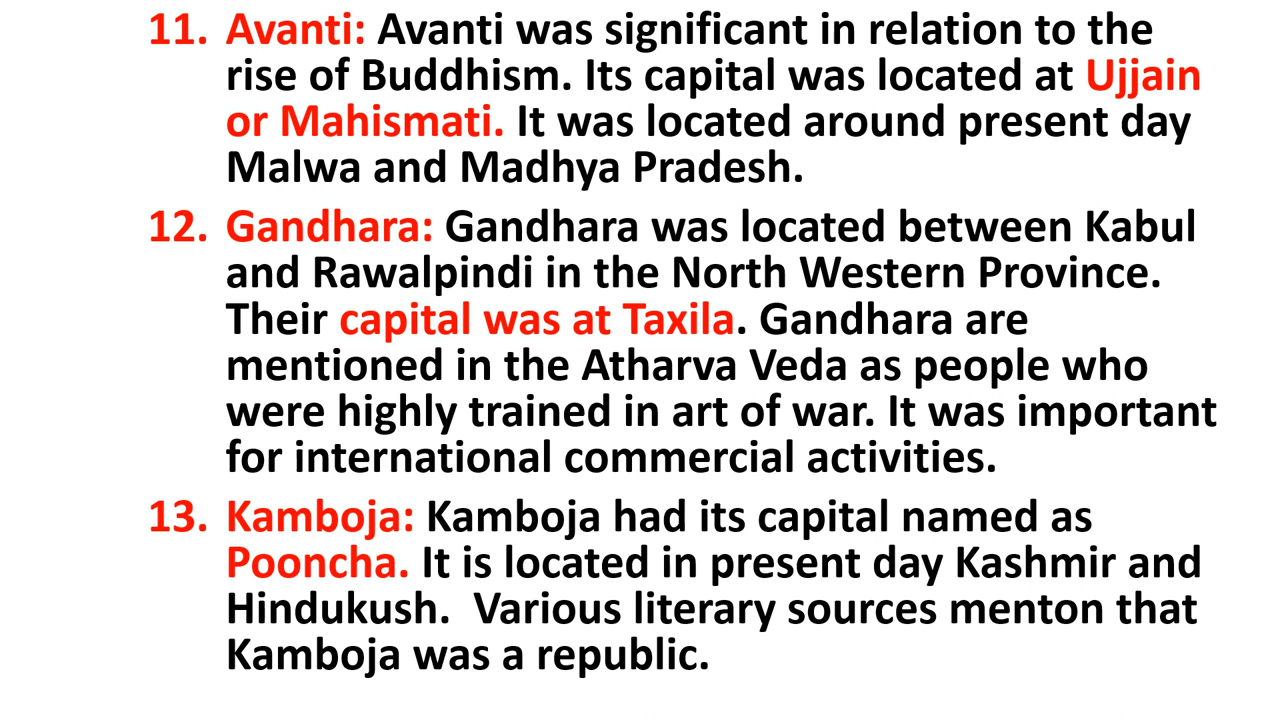 11. Avanti: Avanti was significant in relation to the
rise of Buddhism. Its capital was located at Ujjain
or Mahismati. It was located around present day
Malwa and Madhya Pradesh.
12. Gandhara: Gandhara was located between Kabul
and Rawalpindi in the North Western Province.
Their capital was at Taxila. Gandhara are
mentioned in the Atharva Veda as people who
were highly trained in art of war. It was important
for international commercial activities.
13. Kamboja: Kamboja had its capital named as
Pooncha. It is located in present day Kashmir and
Hindukush.  Various literary sources menton that
Kamboja was a republic.